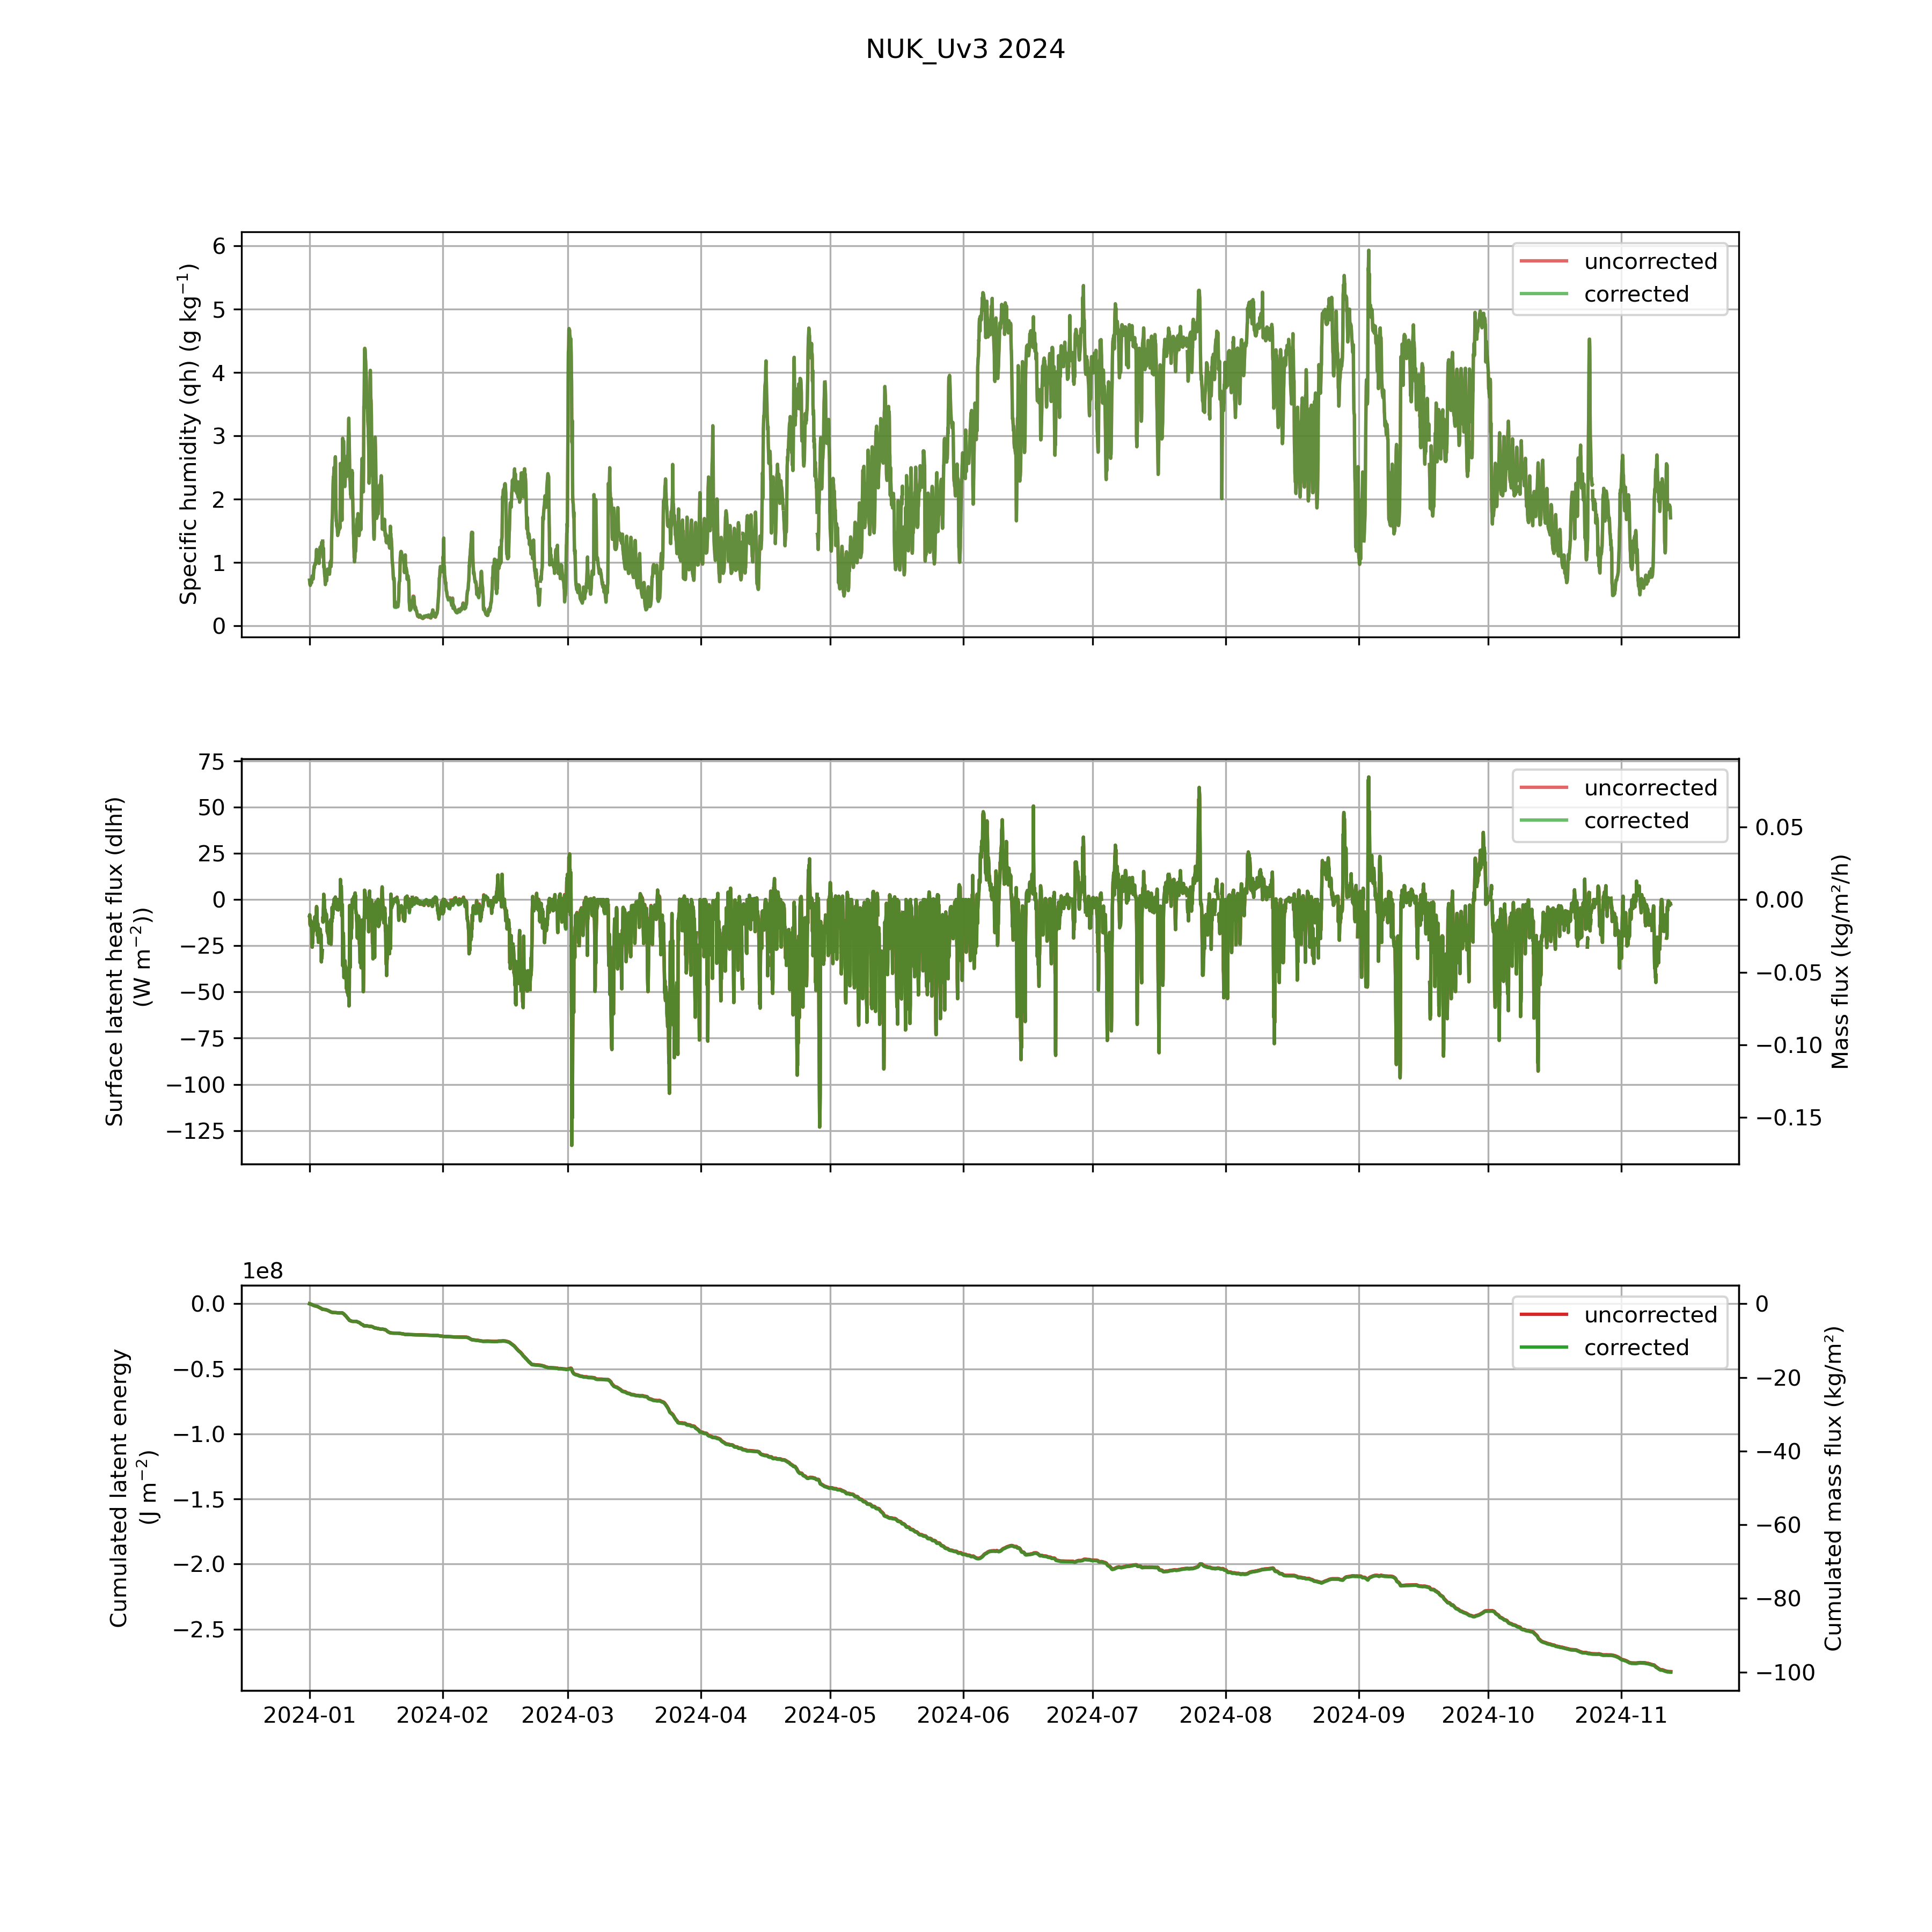 NUK_Uv3 2024
Specific humidity (qh) (g kg⁻¹)
6
5
4
3
2
1
0
uncorrected
corrected
Surface latent heat flux (dlhf)
(W m⁻²))
75
50
25
0
−25
−50
−75
−100
−125
uncorrected
corrected
0.05
0.00
−0.05
−0.10
−0.15
Mass flux (kg/m²/h)
1e8
Cumulated latent energy
(J m⁻²)
0.0
−0.5
−1.0
−1.5
−2.0
−2.5
uncorrected
corrected
0
−20
−40
−60
−80
−100
Cumulated mass flux (kg/m²)
2024-01 2024-02 2024-03 2024-04 2024-05 2024-06 2024-07 2024-08 2024-09 2024-10 2024-11